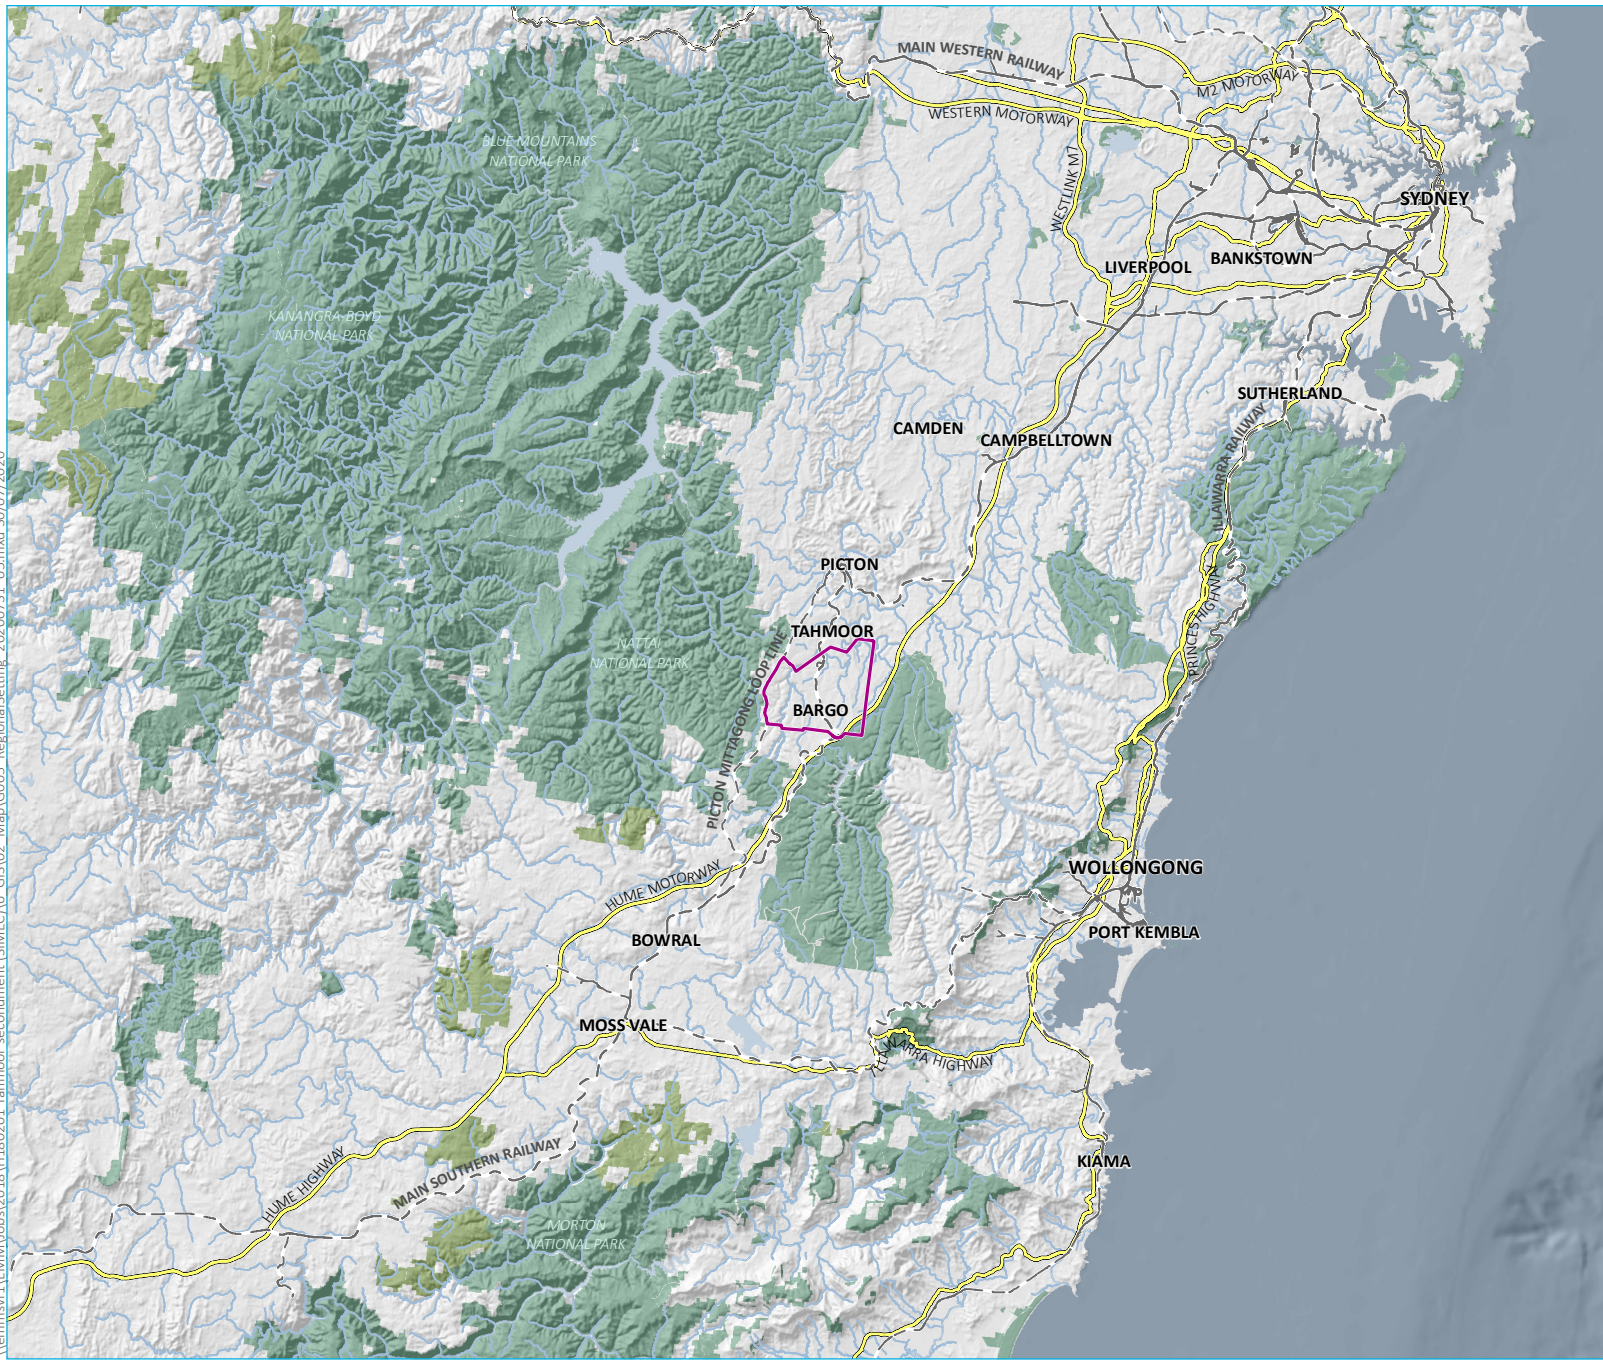 MAIN WESTERN RAILWAY
M2 MOTORWAY
WESTERN MOTORWAY
BLUE MOUNTAINS
NATIONAL PARK
WESTLINK M7
SYDNEY
BANKSTOWN
LIVERPOOL
KANANGRA-BOYD
NATIONAL PARK
SUTHERLAND
CAMDEN
CAMPBELLTOWN
ILLAWARRA RAILWAY
PICTON
PRINCES HIGHWAY
TAHMOOR
NATTAI
NATIONAL PARK
PICTON MITTAGONG LOOP LINE
BARGO
WOLLONGONG
HUME MOTORWAY
PORT KEMBLA
BOWRAL
MOSS VALE
ILLAWARRA HIGHWAY
KIAMA
MAIN SOUTHERN RAILWAY
HUME HIGHWAY
MORTON
NATIONAL PARK